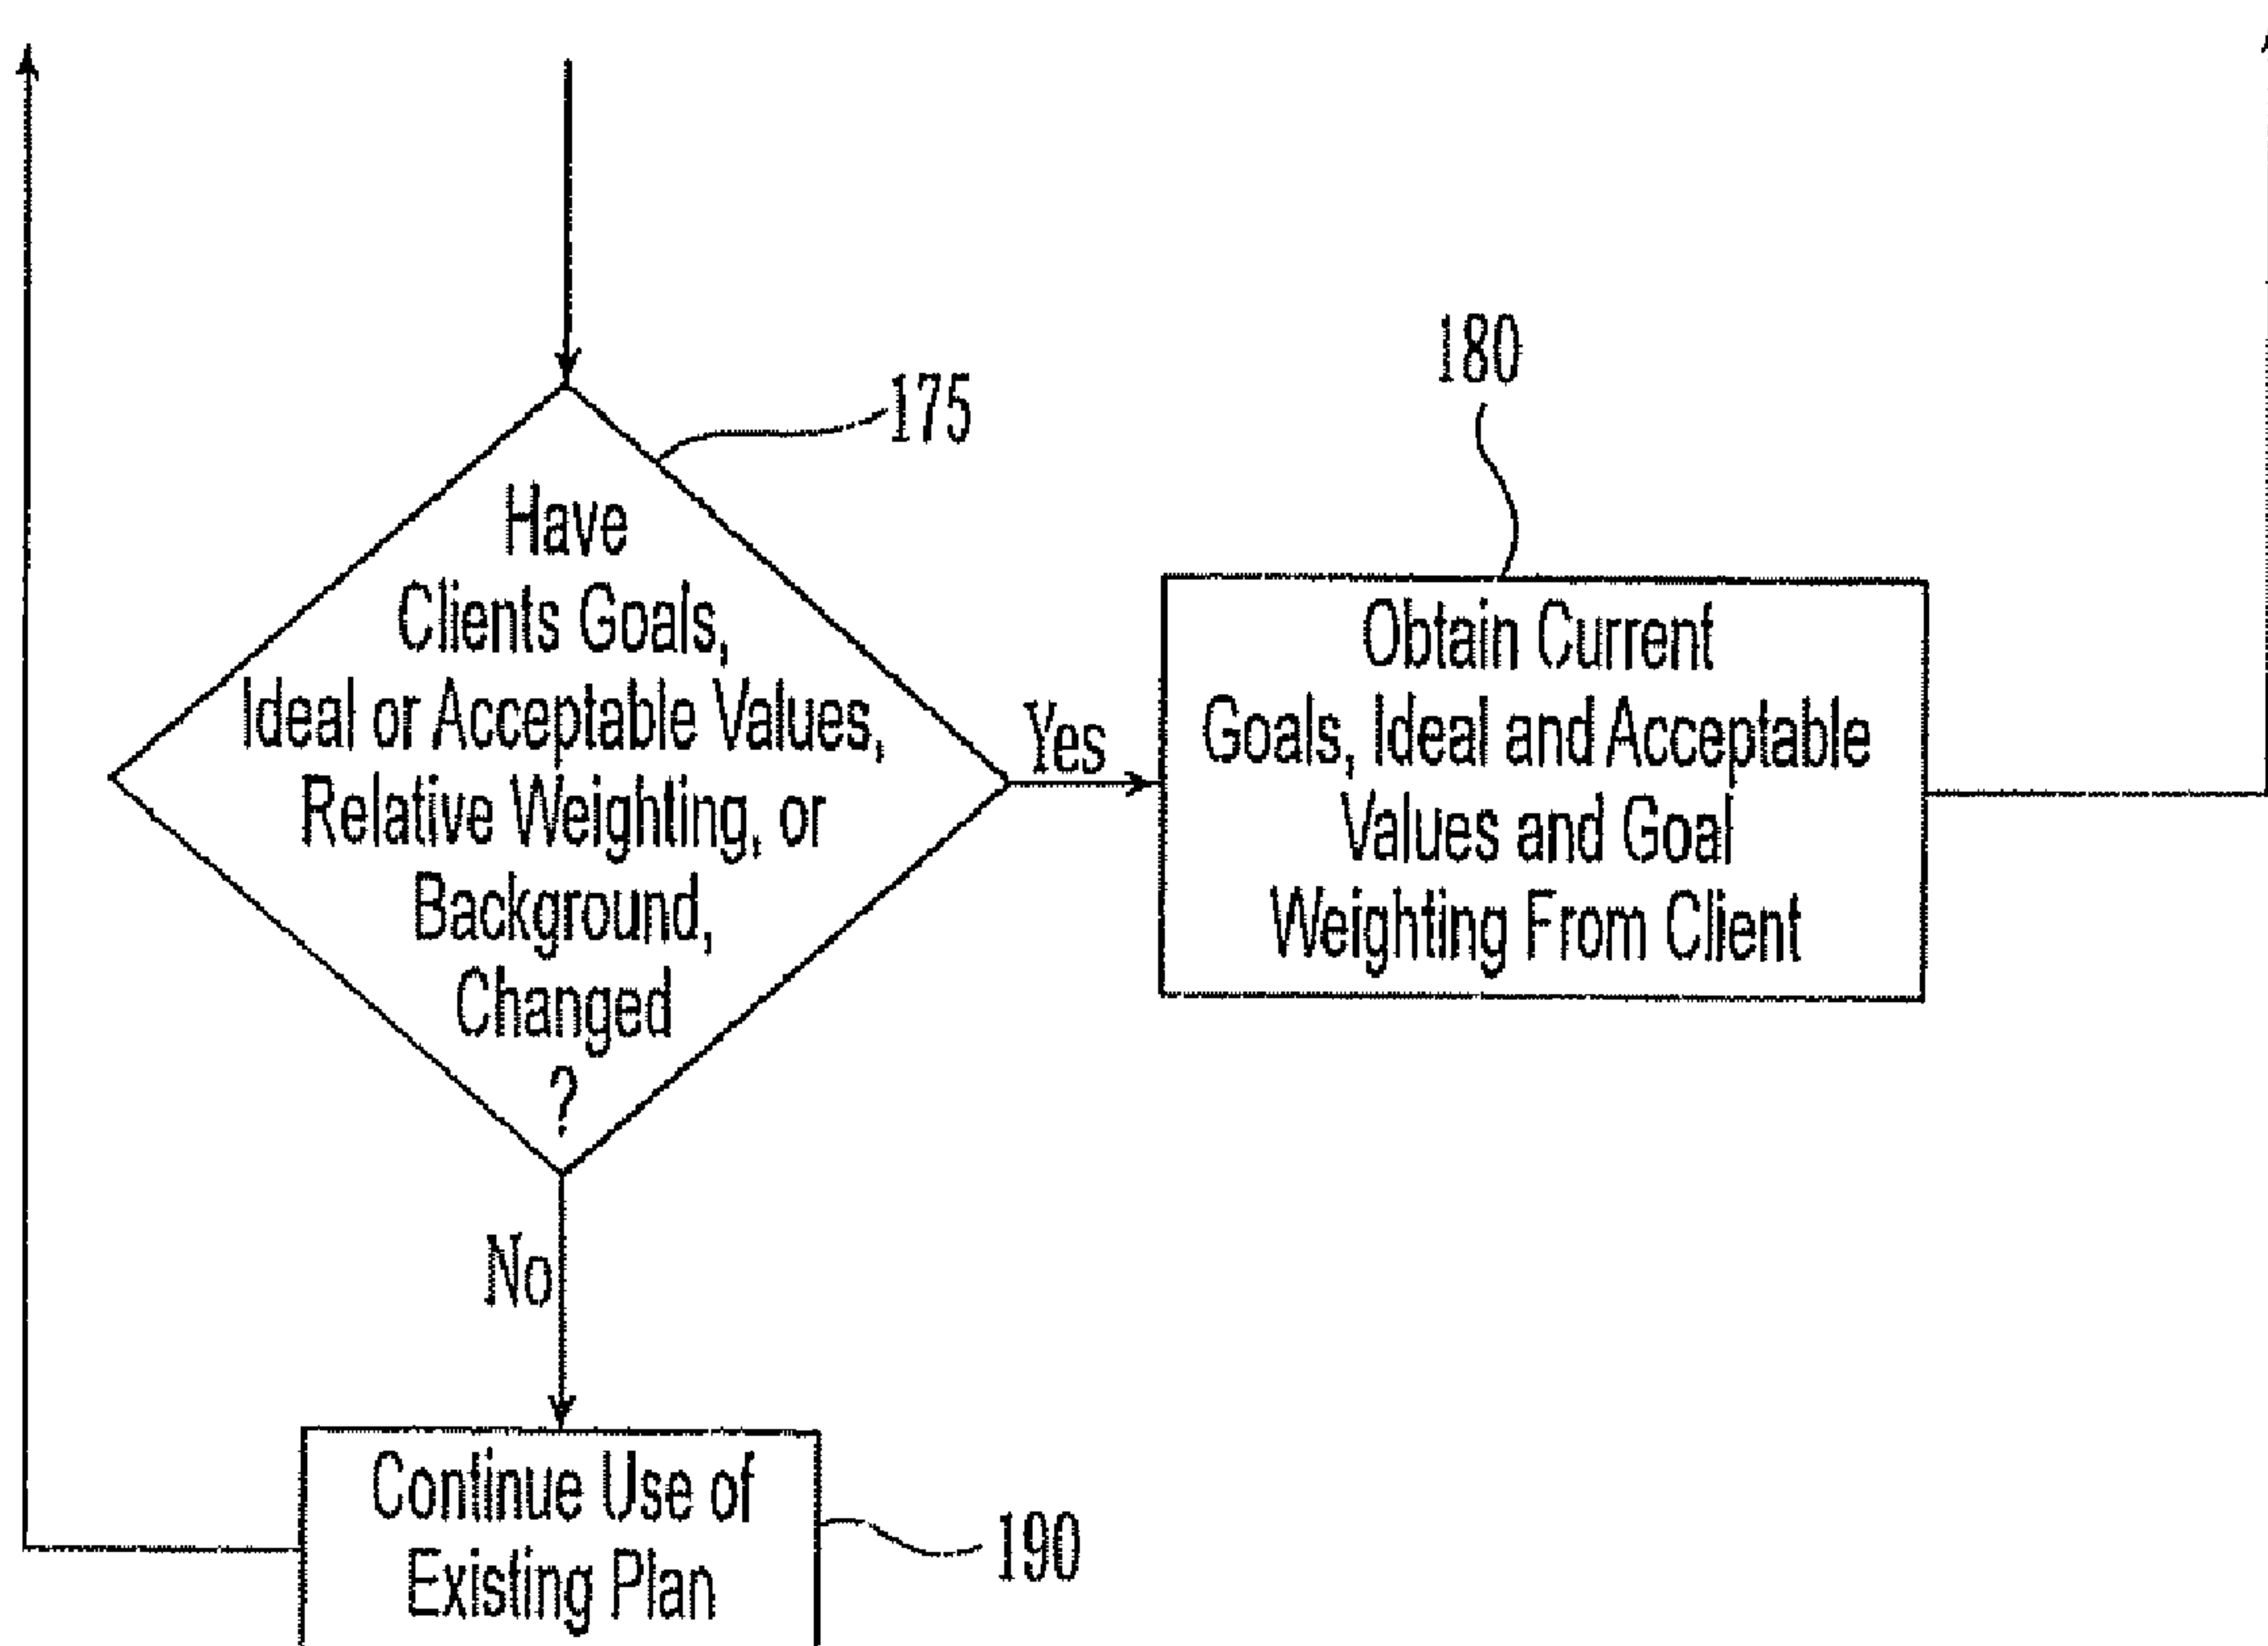 175
Have
Clients Goals,
Ideal or Acceptable Values,
Relative Weighting, or
Background,
Changed
?
Yes
180
Obtain Current
Goals, Ideal and Acceptable
Values and Goal
Weighting From Client
No
Continue Use of
Existing Plan
190